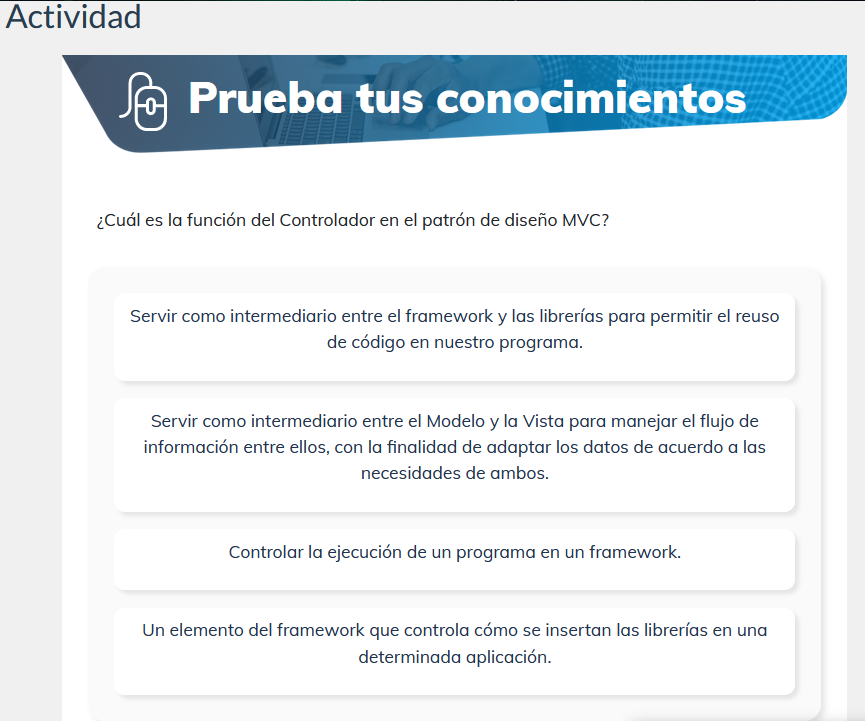 Actividad
Prueba tus conocimientos
¿Cuál es la función del Controlador en el patrón de diseño MVC?
Servir como intermediario entre el framework y las librerías para permitir el reuso
de código en nuestro programa.
Servir como intermediario entre el Modelo y la Vista para manejar el flujo de
información entre ellos, con la finalidad de adaptar los datos de acuerdo a las
necesidades de ambos.
Controlar la ejecución de un programa en un framework.
Un elemento del framework que controla cómo se insertan las librerías en una
determinada aplicación.